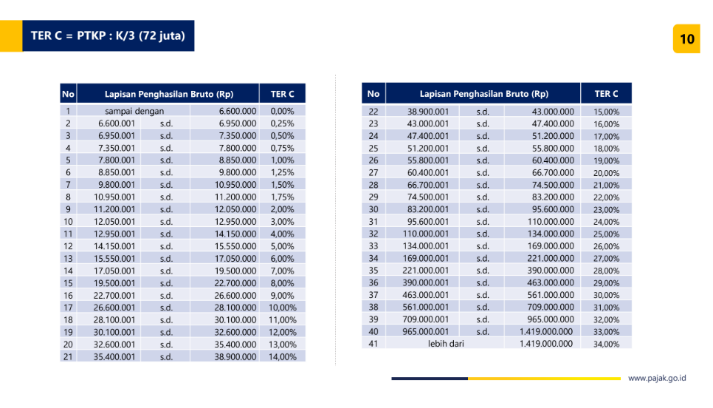 TER C = PTKP : K/3 (72 juta)
10
No Lapisan Penghasilan Bruto (Rp) TER C
1 sampai dengan 6.600.000 0,00%
2 6.600.001 s.d. 6.950.000 0,25%
3 6.950.001 s.d. 7.350.000 0,50%
4 7.350.001 s.d. 7.800.000 0,75%
5 7.800.001 s.d. 8.850.000 1,00%
6 8.850.001 s.d. 9.800.000 1,25%
7 9.800.001 s.d. 10.950.000 1,50%
8 10.950.001 s.d. 11.200.000 1,75%
9 11.200.001 s.d. 12.050.000 2,00%
10 12.050.001 s.d. 12.950.000 3,00%
11 12.950.001 s.d. 14.150.000 4,00%
12 14.150.001 s.d. 15.550.000 5,00%
13 15.550.001 s.d. 17.050.000 6,00%
14 17.050.001 s.d. 19.500.000 7,00%
15 19.500.001 s.d. 22.700.000 8,00%
16 22.700.001 s.d. 26.600.000 9,00%
17 26.600.001 s.d. 28.100.000 10,00%
18 28.100.001 s.d. 30.100.000 11,00%
19 30.100.001 s.d. 32.600.000 12,00%
20 32.600.001 s.d. 35.400.000 13,00%
21 35.400.001 s.d. 38.900.000 14,00%
No Lapisan Penghasilan Bruto (Rp) TER C
22 38.900.001 s.d. 43.000.000 15,00%
23 43.000.001 s.d. 47.400.000 16,00%
24 47.400.001 s.d. 51.200.000 17,00%
25 51.200.001 s.d. 55.800.000 18,00%
26 55.800.001 s.d. 60.400.000 19,00%
27 60.400.001 s.d. 66.700.000 20,00%
28 66.700.001 s.d. 74.500.000 21,00%
29 74.500.001 s.d. 83.200.000 22,00%
30 83.200.001 s.d. 95.600.000 23,00%
31 95.600.001 s.d. 110.000.000 24,00%
32 110.000.001 s.d. 134.000.000 25,00%
33 134.000.001 s.d. 169.000.000 26,00%
34 169.000.001 s.d. 221.000.000 27,00%
35 221.000.001 s.d. 390.000.000 28,00%
36 390.000.001 s.d. 463.000.000 29,00%
37 463.000.001 s.d. 561.000.000 30,00%
38 561.000.001 s.d. 709.000.000 31,00%
39 709.000.001 s.d. 965.000.000 32,00%
40 965.000.001 s.d. 1.419.000.000 33,00%
41 lebih dari 1.419.000.000 34,00%
www.pajak.go.id